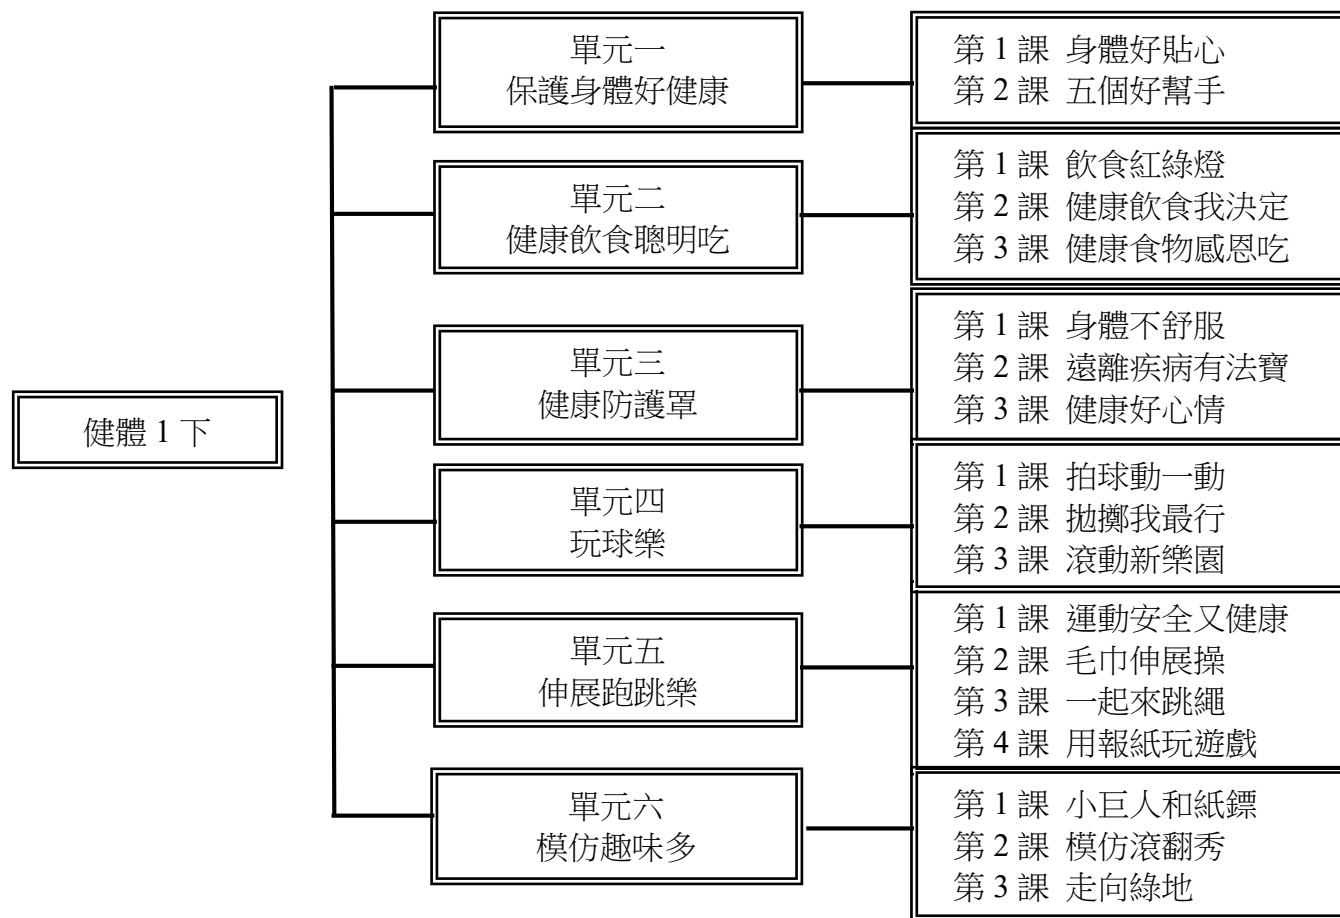 健體 1 下
單元一
保護身體好健康
第 1 課 身體好貼心
第 2 課 五個好幫手
單元二
健康飲食聰明吃
第 1 課 飲食紅綠燈
第 2 課 健康飲食我決定
第 3 課 健康食物感恩吃
單元三
健康防護罩
第 1 課 身體不舒服
第 2 課 遠離疾病有法寶
第 3 課 健康好心情
單元四
玩球樂
第 1 課 拍球動一動
第 2 課 拋擲我最行
第 3 課 滾動新樂園
單元五
伸展跑跳樂
第 1 課 運動安全又健康
第 2 課 毛巾伸展操
第 3 課 一起來跳繩
第 4 課 用報紙玩遊戲
單元六
模仿趣味多
第 1 課 小巨人和紙鏢
第 2 課 模仿滾翻秀
第 3 課 走向綠地